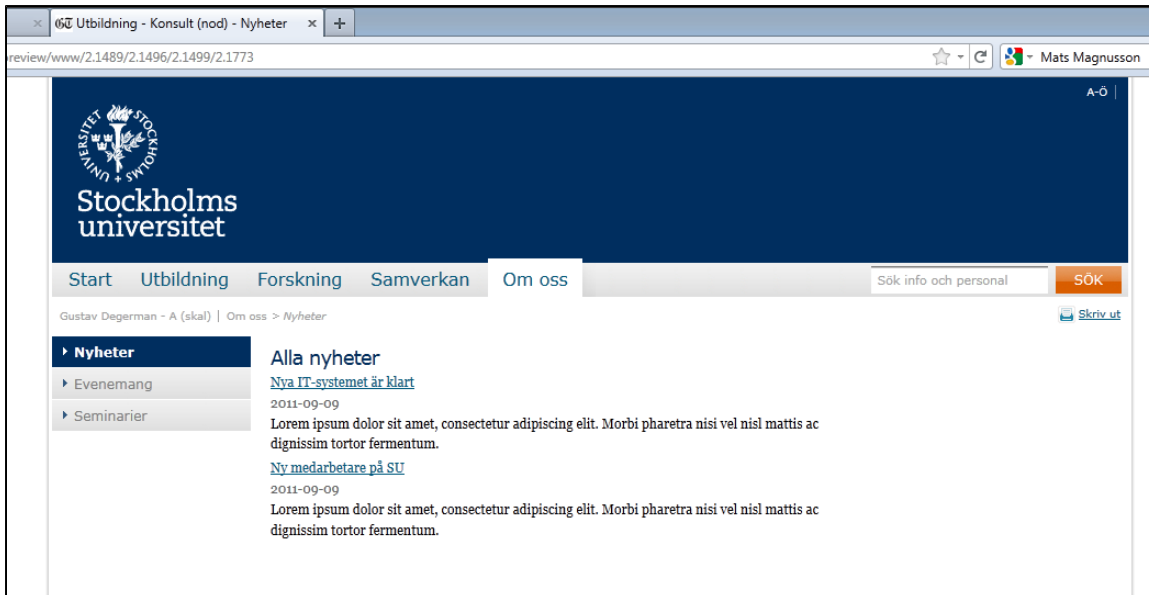 Utbildning - Konsult (nod) - Nyheter
review/www/2.1489/2.1496/2.1499/2.1773
Mats Magnusson
A-Ö
STOCKHOLMS UNIVERSITET
Stockholms
universitet
Start Utbildning Forskning Samverkan Om oss
Sök info och personal SÖK
Gustav Degerman - A (skal) | Om oss > Nyheter
Skriv ut
Nyheter
Evenemang
Seminarier
Alla nyheter
Nya IT-systemet är klart
2011-09-09
Lorem ipsum dolor sit amet, consectetur adipiscing elit. Morbi pharetra nisi vel nisl mattis ac
dignissim tortor fermentum.
Ny medarbetare på SU
2011-09-09
Lorem ipsum dolor sit amet, consectetur adipiscing elit. Morbi pharetra nisi vel nisl mattis ac
dignissim tortor fermentum.